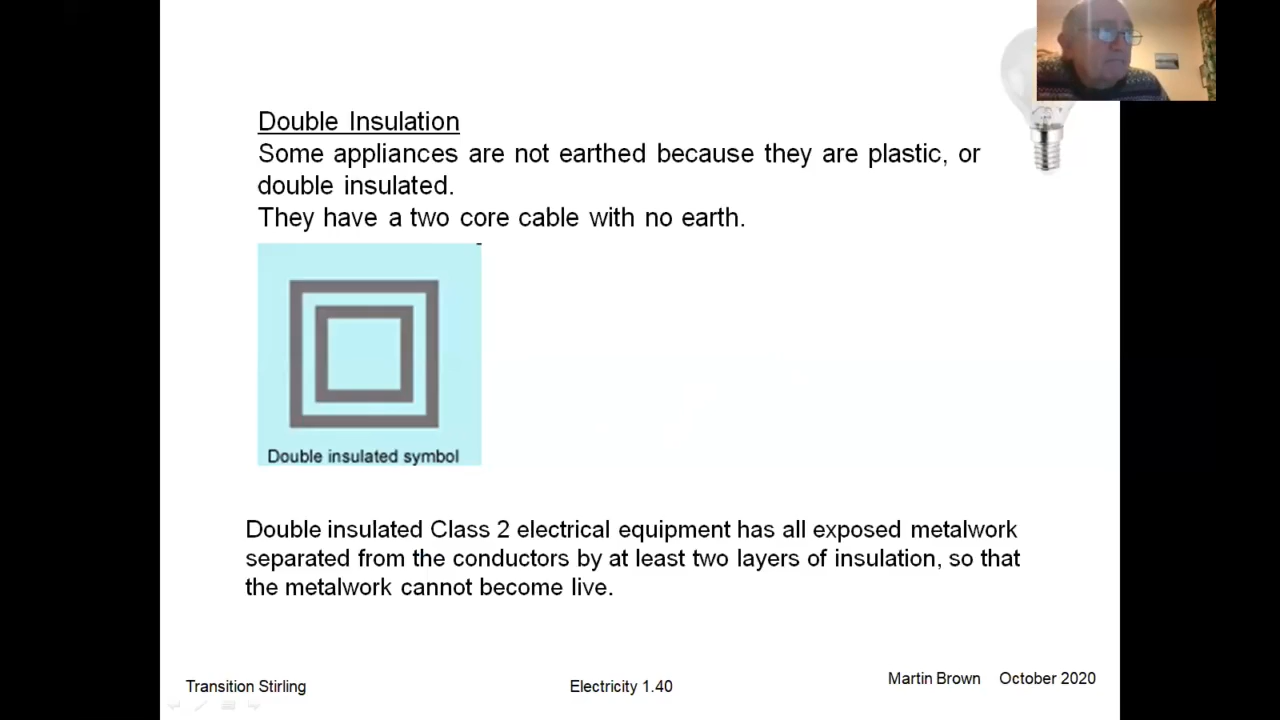 Double Insulation
Some appliances are not earthed because they are plastic, or
double insulated.
They have a two core cable with no earth.
Double insulated symbol
Double insulated Class 2 electrical equipment has all exposed metalwork
separated from the conductors by at least two layers of insulation, so that
the metalwork cannot become live.
Transition Stirling
Electricity 1.40
Martin Brown October 2020